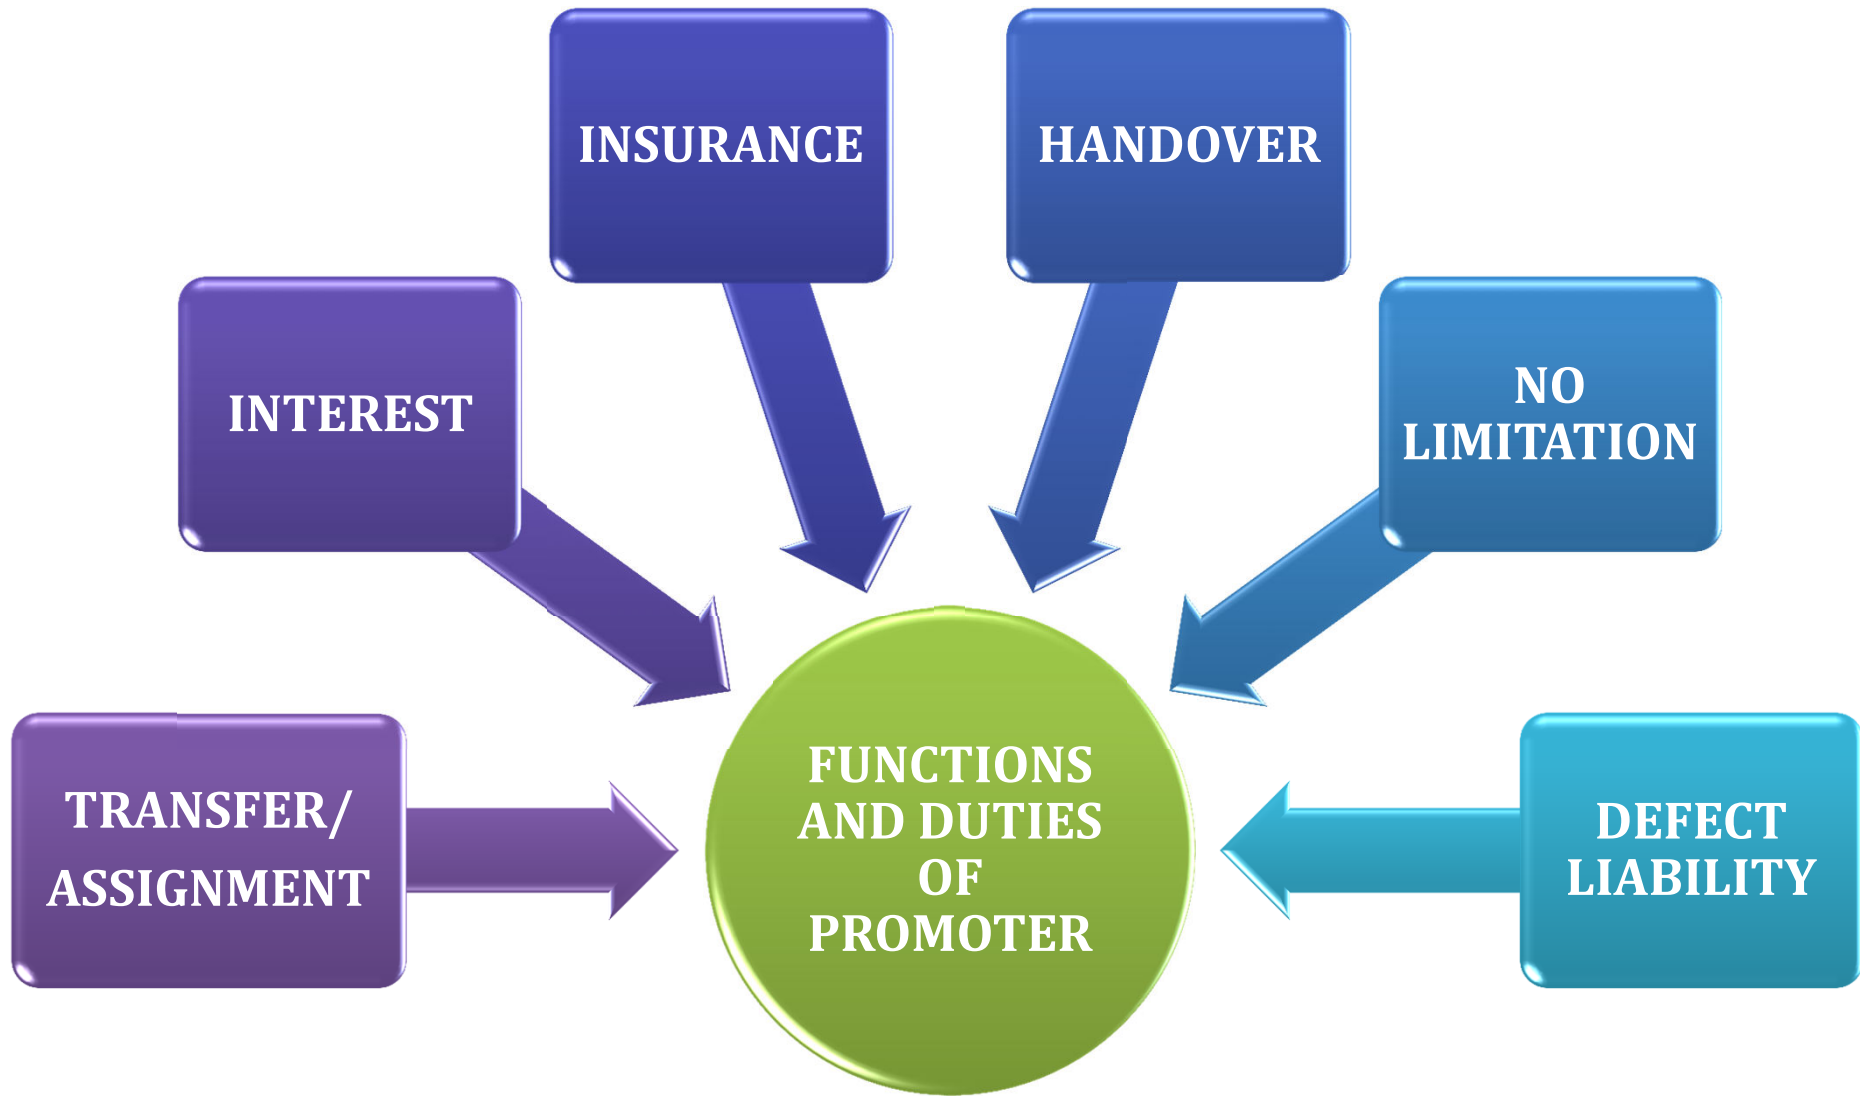 INSURANCE
HANDOVER
INTEREST
NO
LIMITATION
TRANSFER/
ASSIGNMENT
FUNCTIONS
AND DUTIES
OF
PROMOTER
DEFECT
LIABILITY